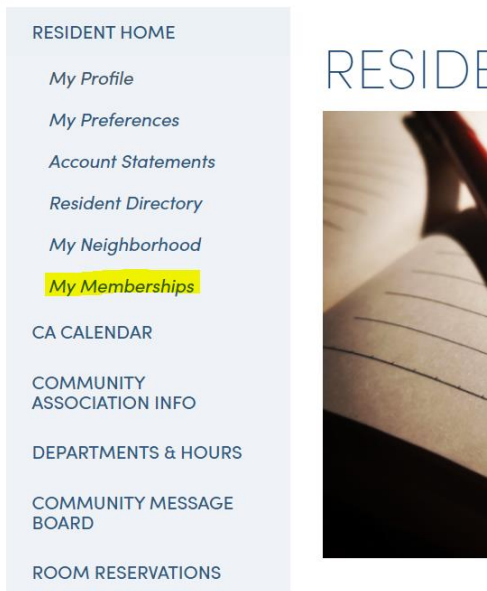 RESIDENT HOME
My Profile
My Preferences
Account Statements
Resident Directory
My Neighborhood
My Memberships
CA CALENDAR
COMMUNITY
ASSOCIATION INFO
DEPARTMENTS & HOURS
COMMUNITY MESSAGE
BOARD
ROOM RESERVATIONS